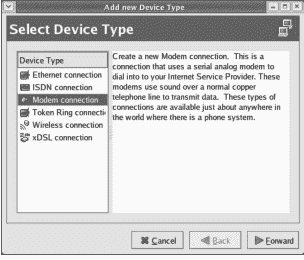 Add new Device Type
Select Device Type
Device Type
Ethernet connection
ISDN connection
Modem connection
Token Ring connecti
Wireless connection
xDSL connection
Create a new Modem connection. This is a
connection that uses a serial analog modem to
dial into to your Internet Service Provider. These
modems use sound over a normal copper
telephone line to transmit data. These types of
connections are available just about anywhere in
the world where there is a phone system.
Cancel
Back
Forward